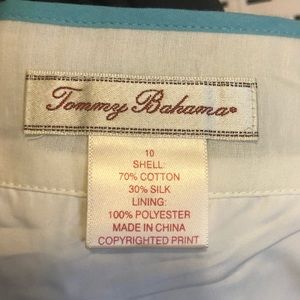 Tommy Bahama®
10
SHELL:
70% COTTON
30% SILK
LINING:
100% POLYESTER
MADE IN CHINA
COPYRIGHTED PRINT